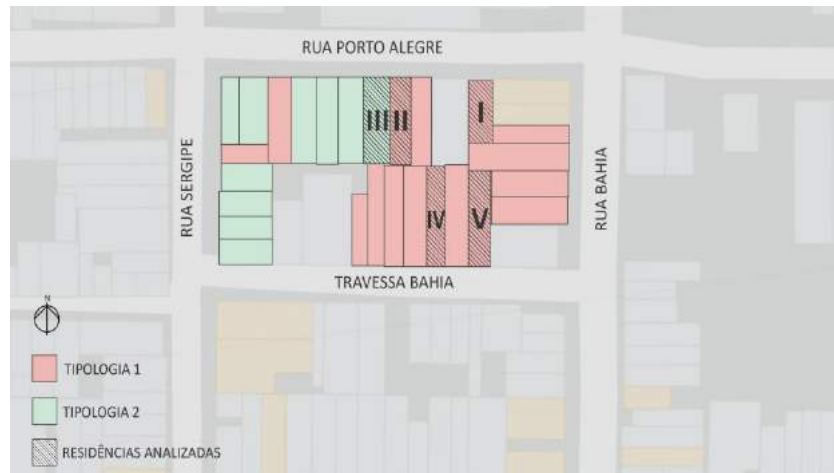 RUA PORTO ALEGRE
RUA SERGIPE
III
II
I
RUA BAHIA
IV
V
TRAVESSA BAHIA
N
TIPOLOGIA 1
TIPOLOGIA 2
RESIDÊNCIAS ANALIZADAS